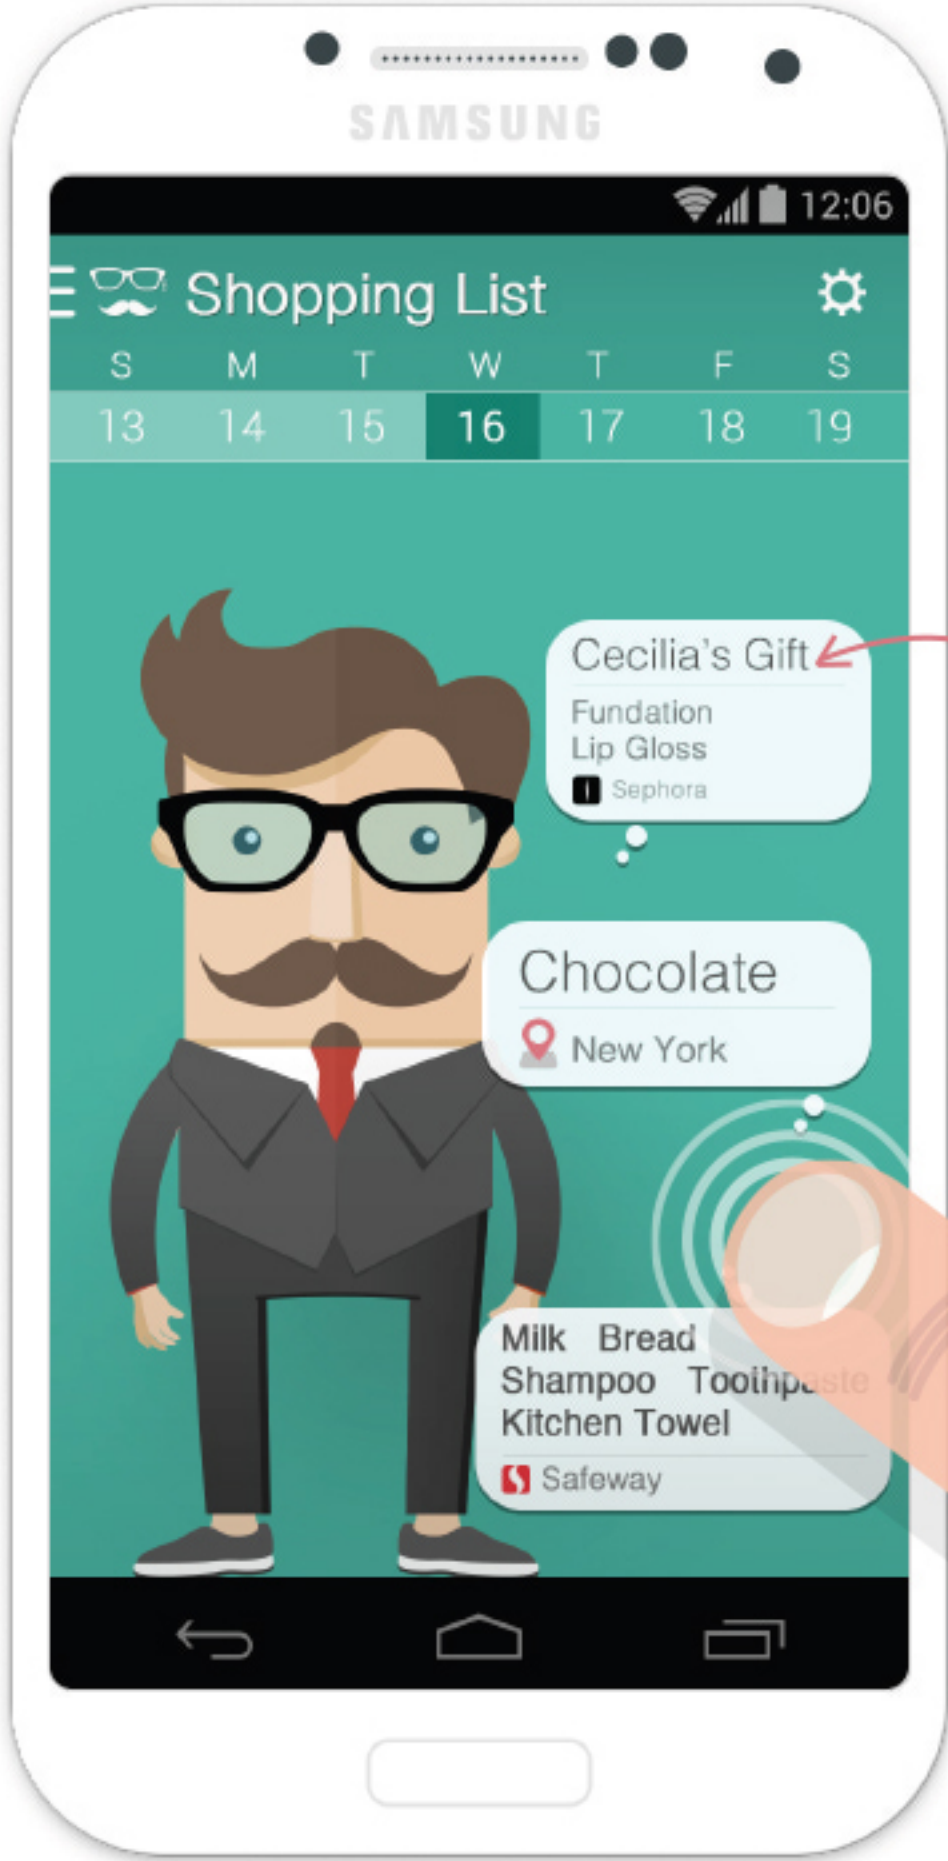 SAMSUNG
12:06
Shopping List
S M T W T F S
13 14 15 16 17 18 19
Cecilia's Gift
Fundation
Lip Gloss
Sephora
Chocolate
New York
Milk Bread
Shampoo Toothpaste
Kitchen Towel
Safeway